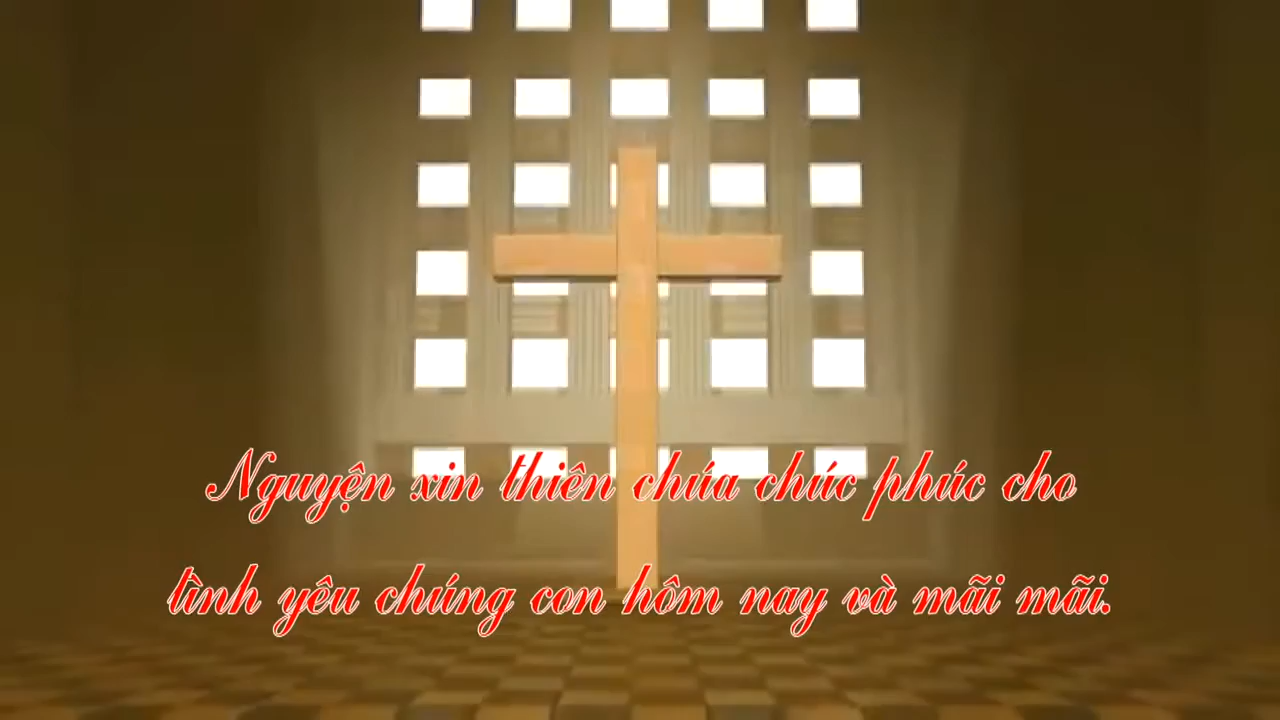 Nguyện xin thiên chúa chúc phúc cho
tình yêu chúng con hôm nay và mãi mãi.